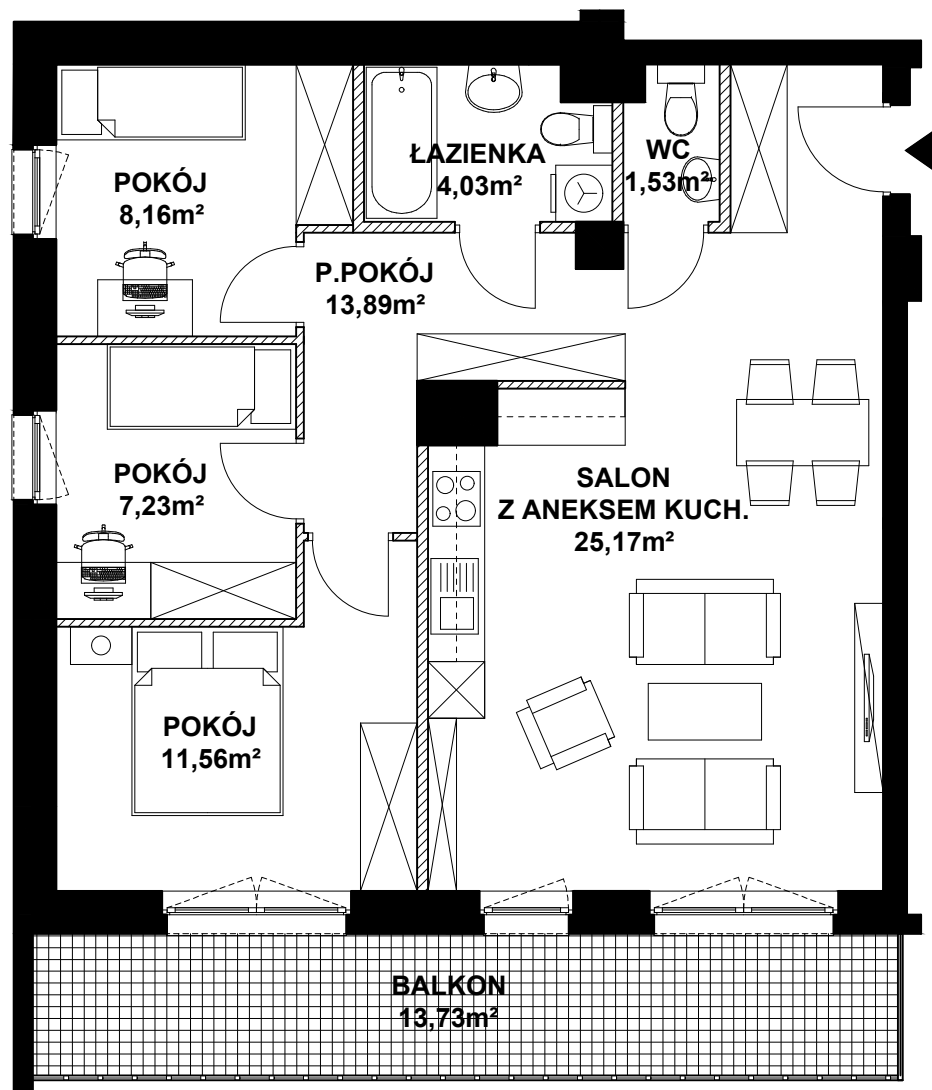 ŁAZIENKA
4,03m²
WC
1,53m²
POKÓJ
8,16m²
P.POKÓJ
13,89m²
POKÓJ
7,23m²
SALON
Z ANEKSEM KUCH.
25,17m²
POKÓJ
11,56m²
BALKON
13,73m²